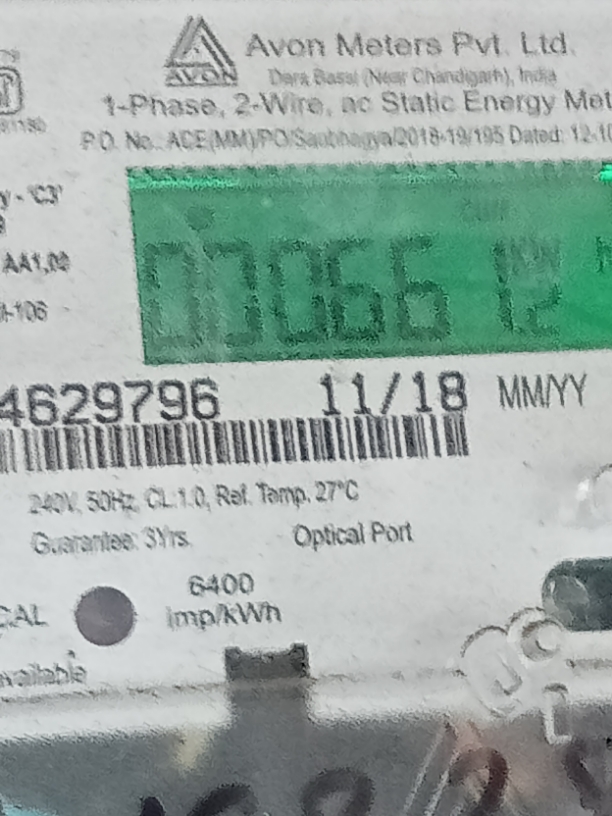 AVON
Avon Meters Pvt. Ltd.
Dera Bassi (Near Chandigarh), India
1-Phase, 2-Wire, ac Static Energy Met
P.O. No.: ACE(MM)/PO/Saubhagya/2018-19/195 Dated: 12-10
y - 'C3'
AA1,09
-106
4629796 11/18 MM/YY
240V, 50Hz, CL:1.0, Ref. Temp. 27°C
Guarantee: 3Yrs. Optical Port
CAL 6400
imp/kWh
available